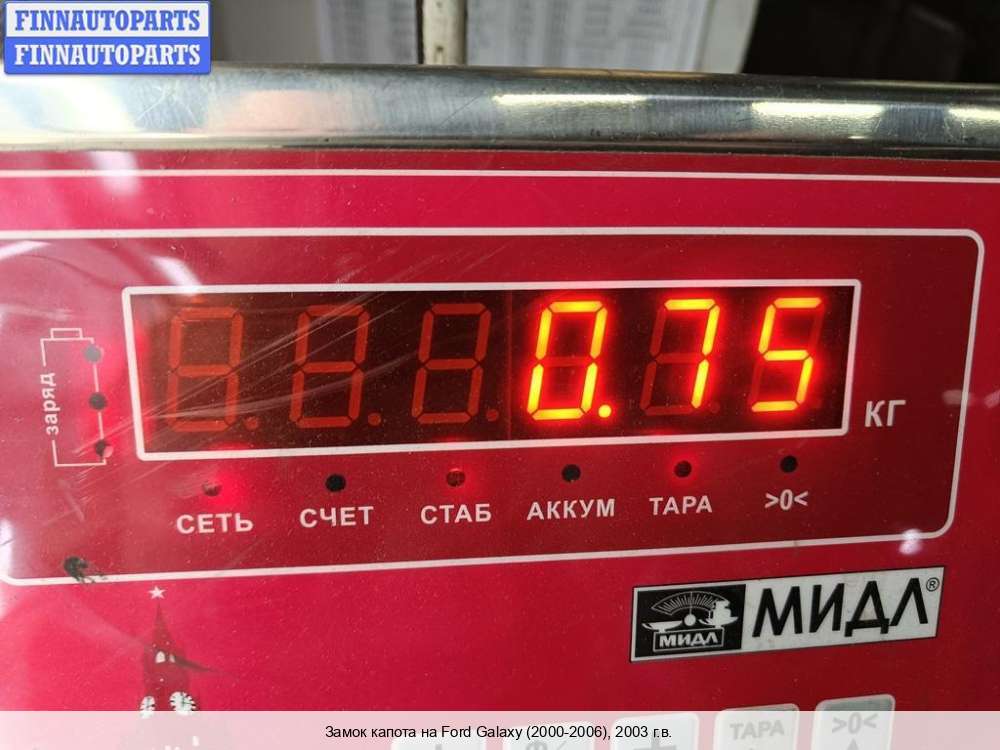 FINNAUTOPARTS
FINNAUTOPARTS
0.75
КГ
заряд
СЕТЬ СЧЕТ СТАБ АККУМ ТАРА >0<
МИДЛ МИДЛ®
ТАРА >0<
Замок капота на Ford Galaxy (2000-2006), 2003 г.в.